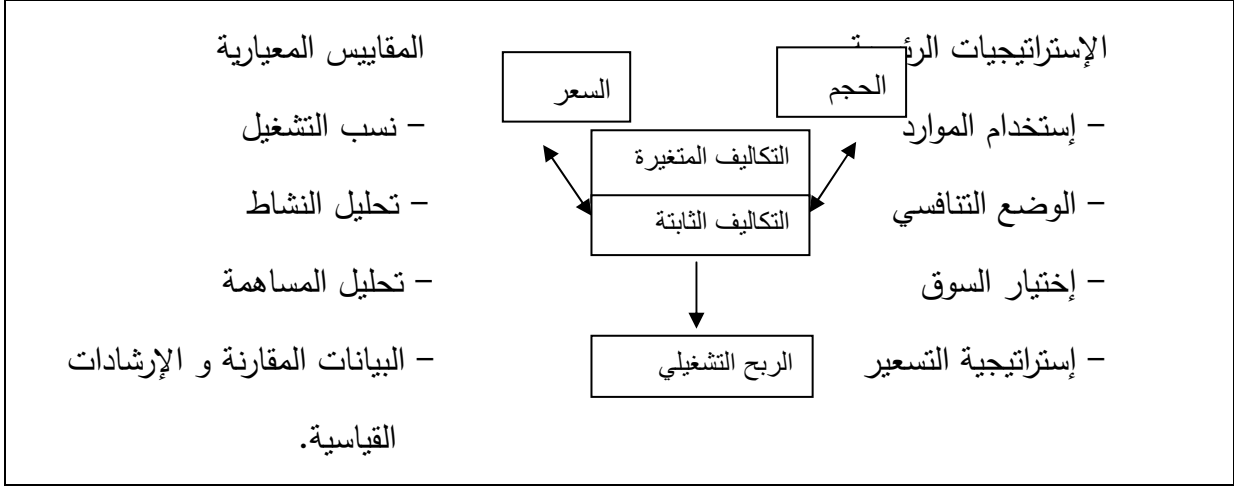 الإستراتيجيات الرئ
المقاييس المعيارية
الحجم
السعر
– إستخدام الموارد
– نسب التشغيل
التكاليف المتغيرة
– الوضع التنافسي
– تحليل النشاط
التكاليف الثابتة
– إختيار السوق
– تحليل المساهمة
– إستراتيجية التسعير
الربح التشغيلي
– البيانات المقارنة و الإرشادات
القياسية.